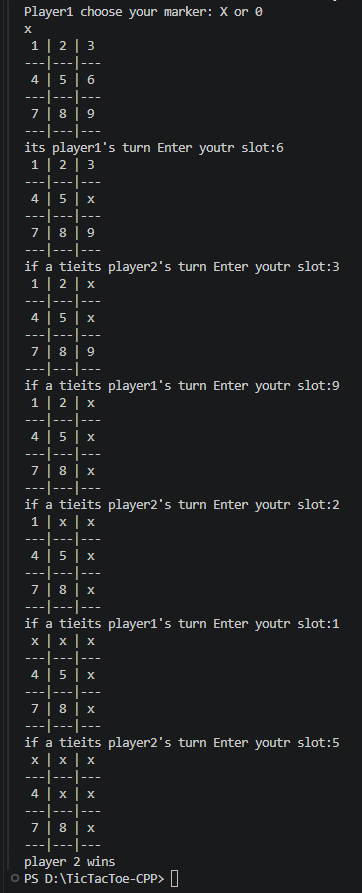 Player1 choose your marker: X or 0
x
 1 | 2 | 3
---|---|---
 4 | 5 | 6
---|---|---
 7 | 8 | 9
---|---|---
its player1's turn Enter youtr slot:6
 1 | 2 | 3
---|---|---
 4 | 5 | x
---|---|---
 7 | 8 | 9
---|---|---
if a tieits player2's turn Enter youtr slot:3
 1 | 2 | x
---|---|---
 4 | 5 | x
---|---|---
 7 | 8 | 9
---|---|---
if a tieits player1's turn Enter youtr slot:9
 1 | 2 | x
---|---|---
 4 | 5 | x
---|---|---
 7 | 8 | x
---|---|---
if a tieits player2's turn Enter youtr slot:2
 1 | x | x
---|---|---
 4 | 5 | x
---|---|---
 7 | 8 | x
---|---|---
if a tieits player1's turn Enter youtr slot:1
 x | x | x
---|---|---
 4 | 5 | x
---|---|---
 7 | 8 | x
---|---|---
if a tieits player2's turn Enter youtr slot:5
 x | x | x
---|---|---
 4 | x | x
---|---|---
 7 | 8 | x
---|---|---
player 2 wins
PS D:\TicTacToe-CPP>